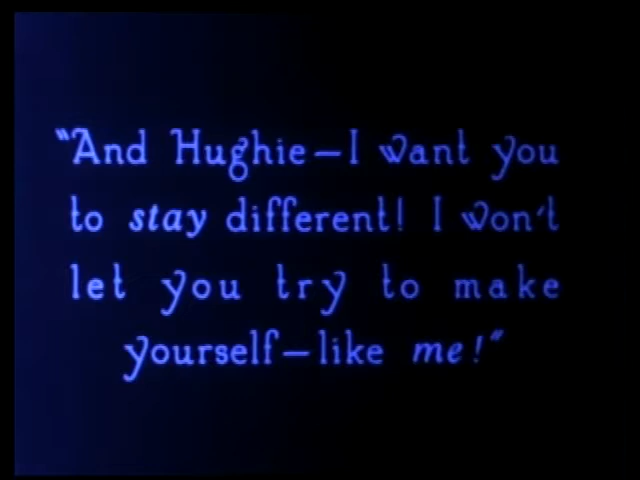 "And Hughie—I want you
to stay different! I won't
let you try to make
yourself—like me!"